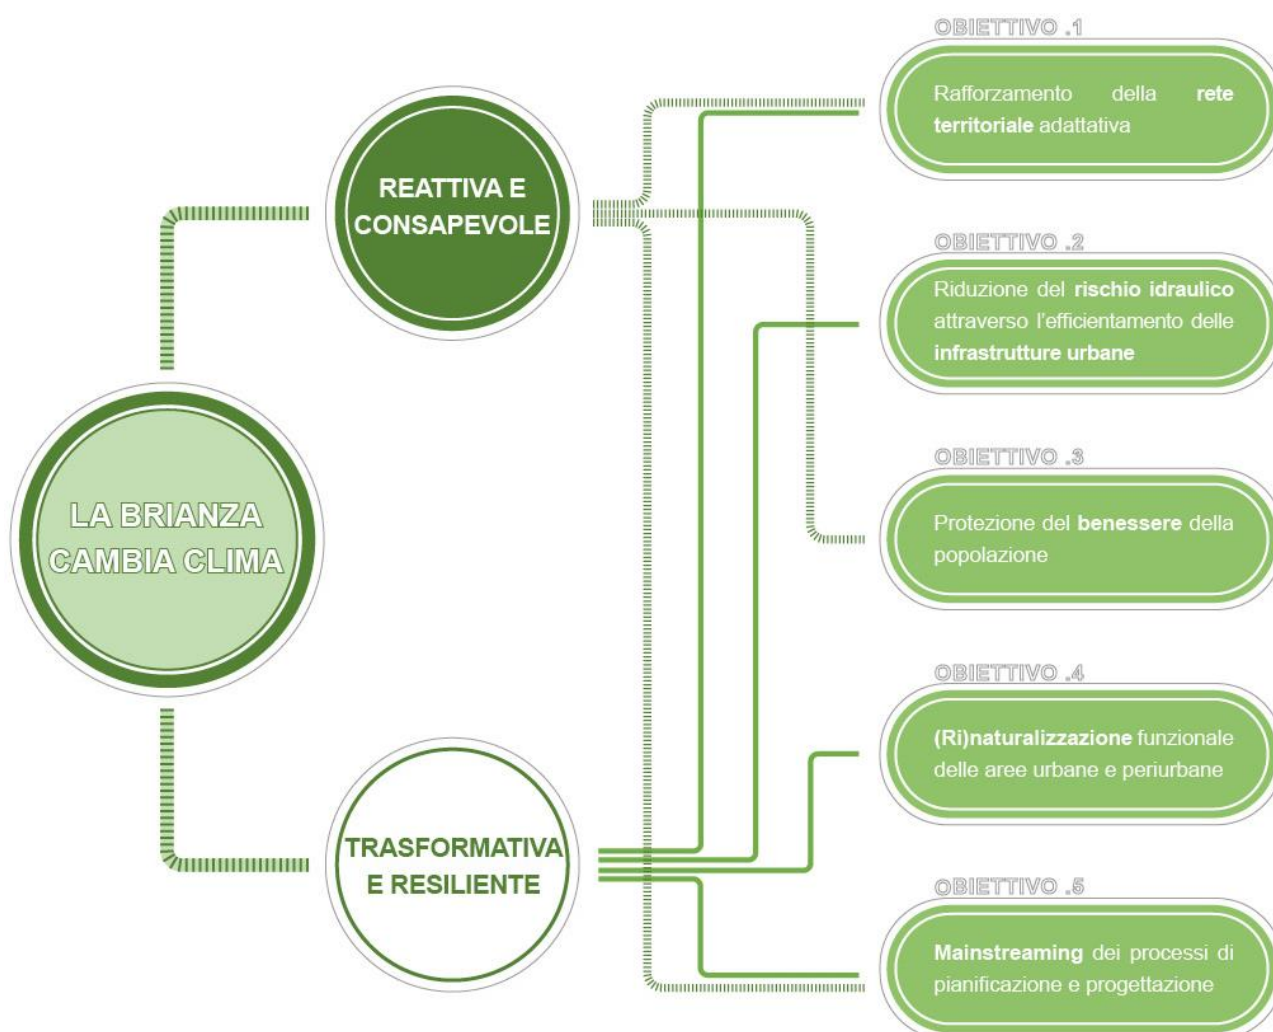 LA BRIANZA
CAMBIA CLIMA
REATTIVA E
CONSAPEVOLE
TRASFORMATIVA
E RESILIENTE
OBIETTIVO .1
Rafforzamento della rete
territoriale adattativa
OBIETTIVO .2
Riduzione del rischio idraulico
attraverso l'efficientamento delle
infrastrutture urbane
OBIETTIVO .3
Protezione del benessere della
popolazione
OBIETTIVO .4
(Ri)naturalizzazione funzionale
delle aree urbane e periurbane
OBIETTIVO .5
Mainstreaming dei processi di
pianificazione e progettazione